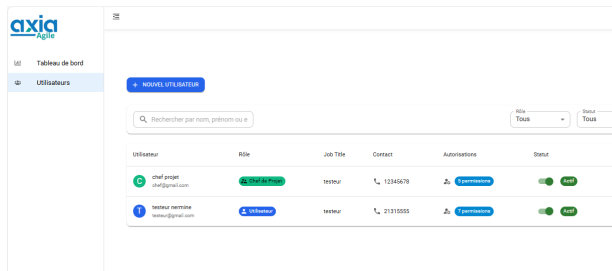 axia
Agile
Tableau de bord
Utilisateurs
+ NOUVEL UTILISATEUR
Rechercher par nom, prénom ou e
Rôle
Tous
Statut
Tous
Utilisateur Rôle Job Title Contact Autorisations Statut
C chef projet
chef@gmail.com
Chef de Projet testeur 12345678 5 permissions Actif
T testeur nermine
testeur@gmail.com
Utilisateur testeur 21315555 7 permissions Actif